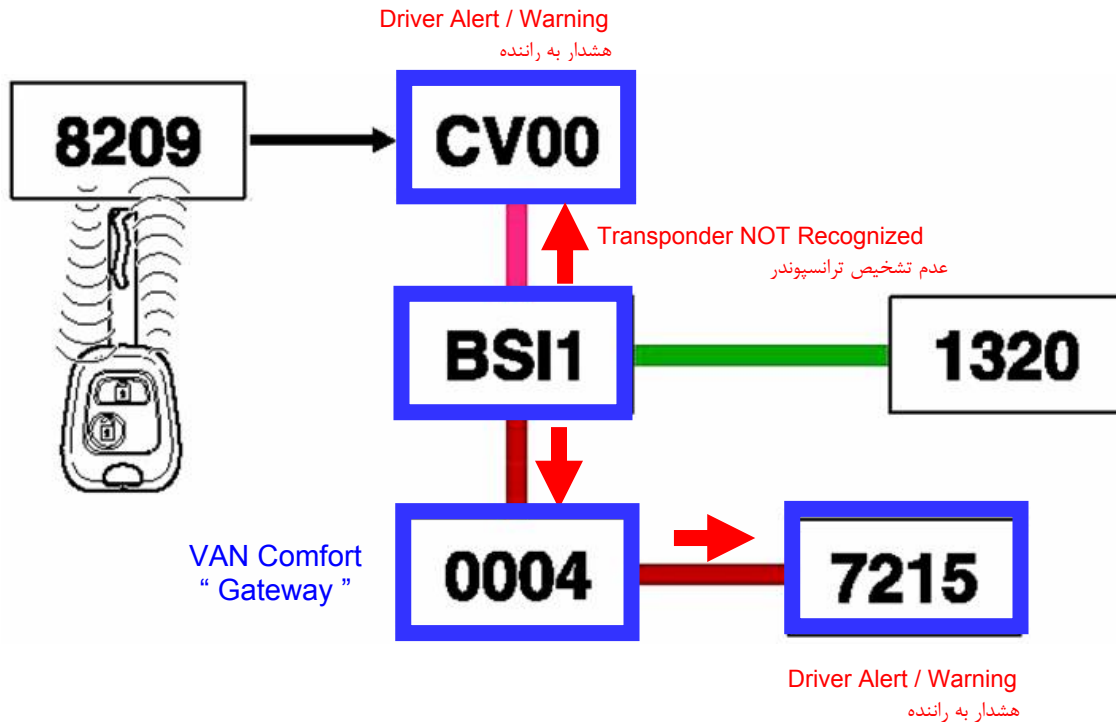 Driver Alert / Warning
هشدار به راننده
8209
CV00
Transponder NOT Recognized
عدم تشخیص ترانسپوندر
BSI1
1320
VAN Comfort
“ Gateway ”
0004
7215
Driver Alert / Warning
هشدار به راننده